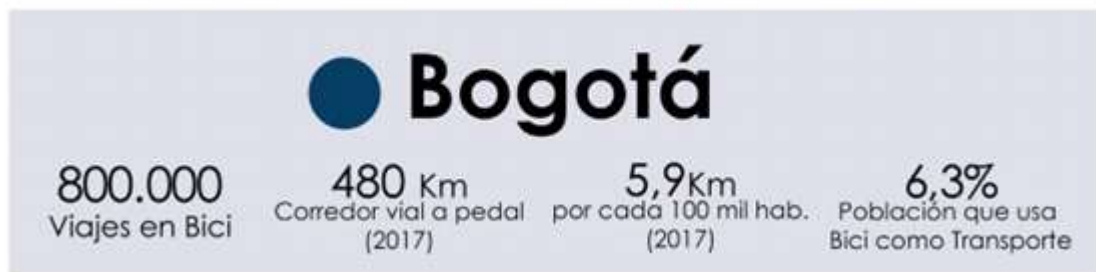 Bogotá
800.000
Viajes en Bici
480 Km
Corredor vial a pedal
(2017)
5,9Km
por cada 100 mil hab.
(2017)
6,3%
Población que usa
Bici como Transporte